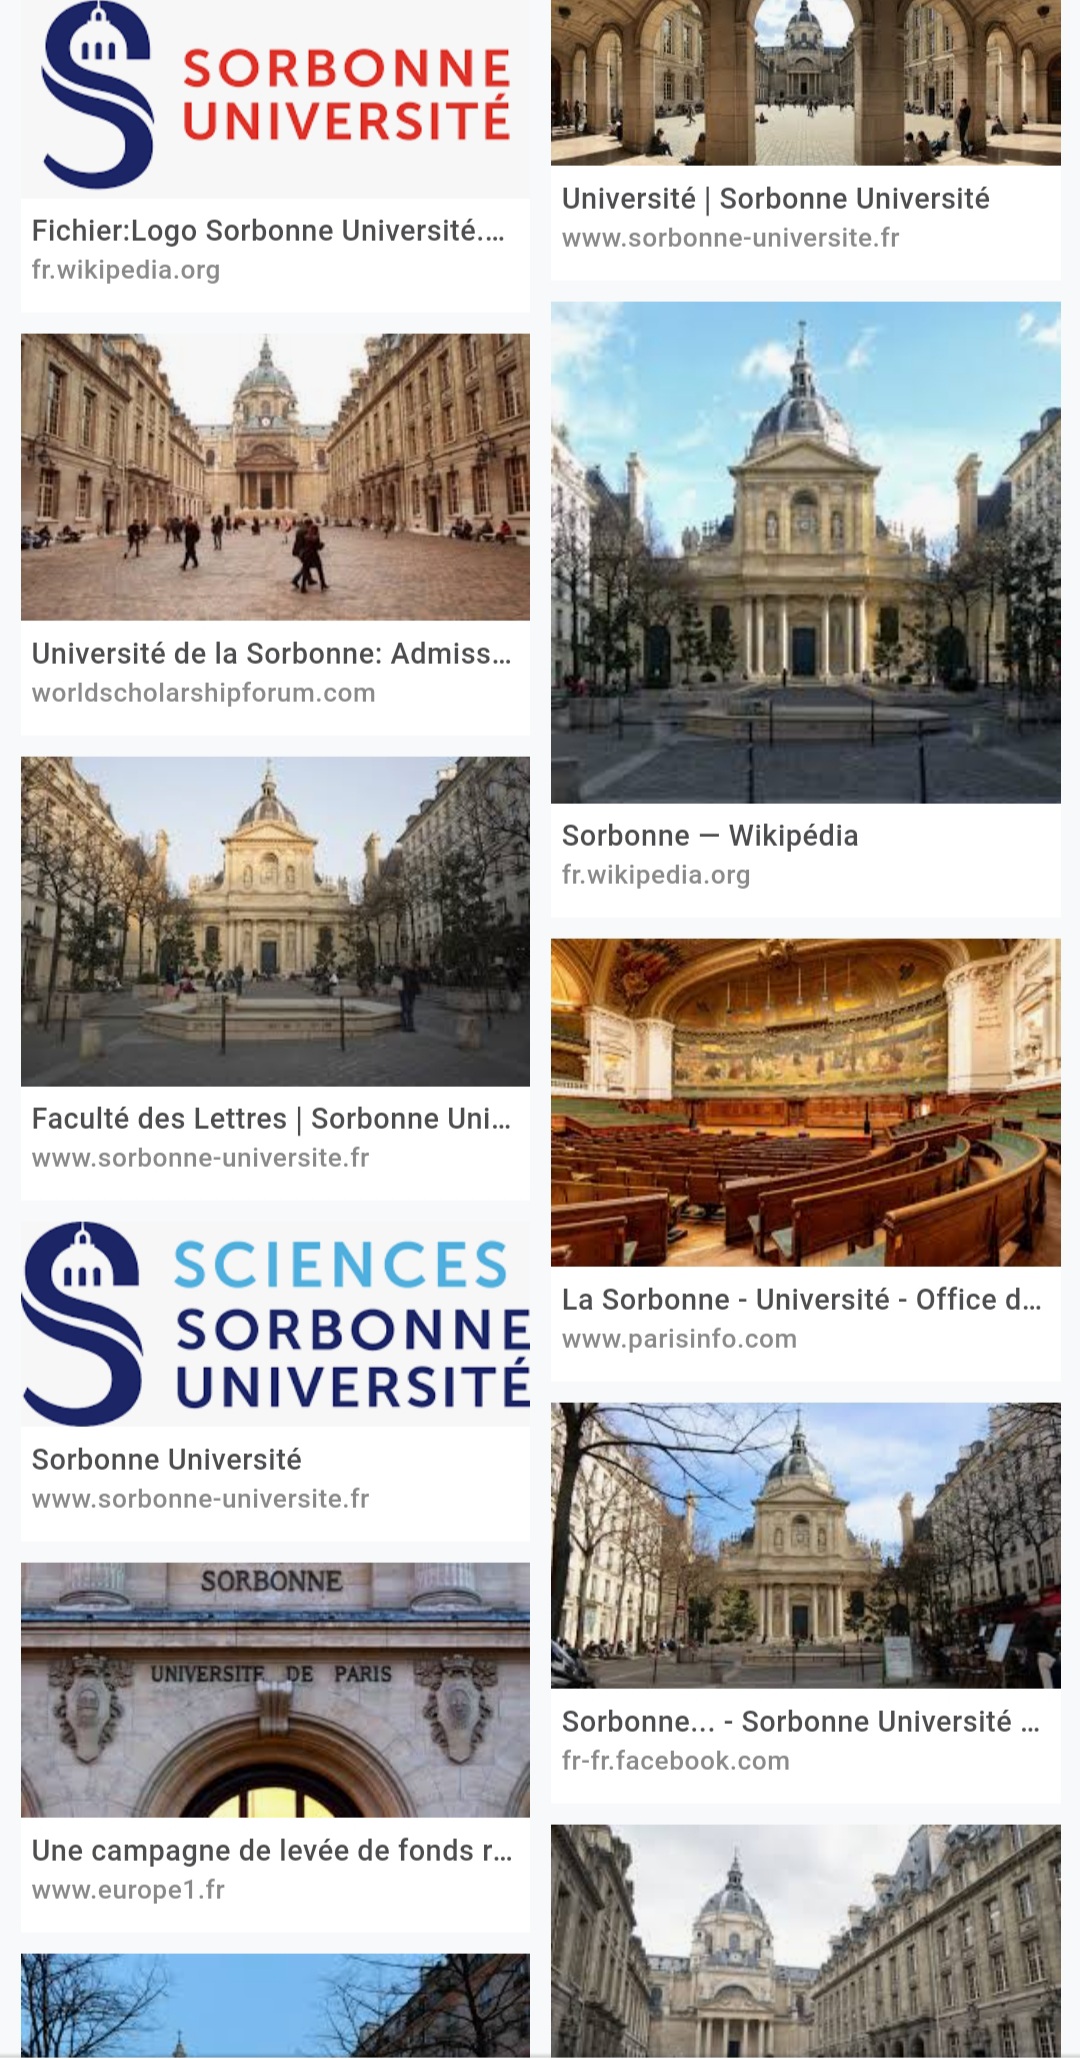 SORBONNE
UNIVERSITÉ
Fichier:Logo Sorbonne Université.…
fr.wikipedia.org
Université de la Sorbonne: Admiss…
worldscholarshipforum.com
Faculté des Lettres | Sorbonne Uni…
www.sorbonne-universite.fr
SCIENCES
SORBONNE
UNIVERSITÉ
Sorbonne Université
www.sorbonne-universite.fr
SORBONNE
UNIVERSITE DE PARIS
Une campagne de levée de fonds r…
www.europe1.fr
Université | Sorbonne Université
www.sorbonne-universite.fr
Sorbonne — Wikipédia
fr.wikipedia.org
La Sorbonne - Université - Office d…
www.parisinfo.com
Sorbonne... - Sorbonne Université …
fr-fr.facebook.com